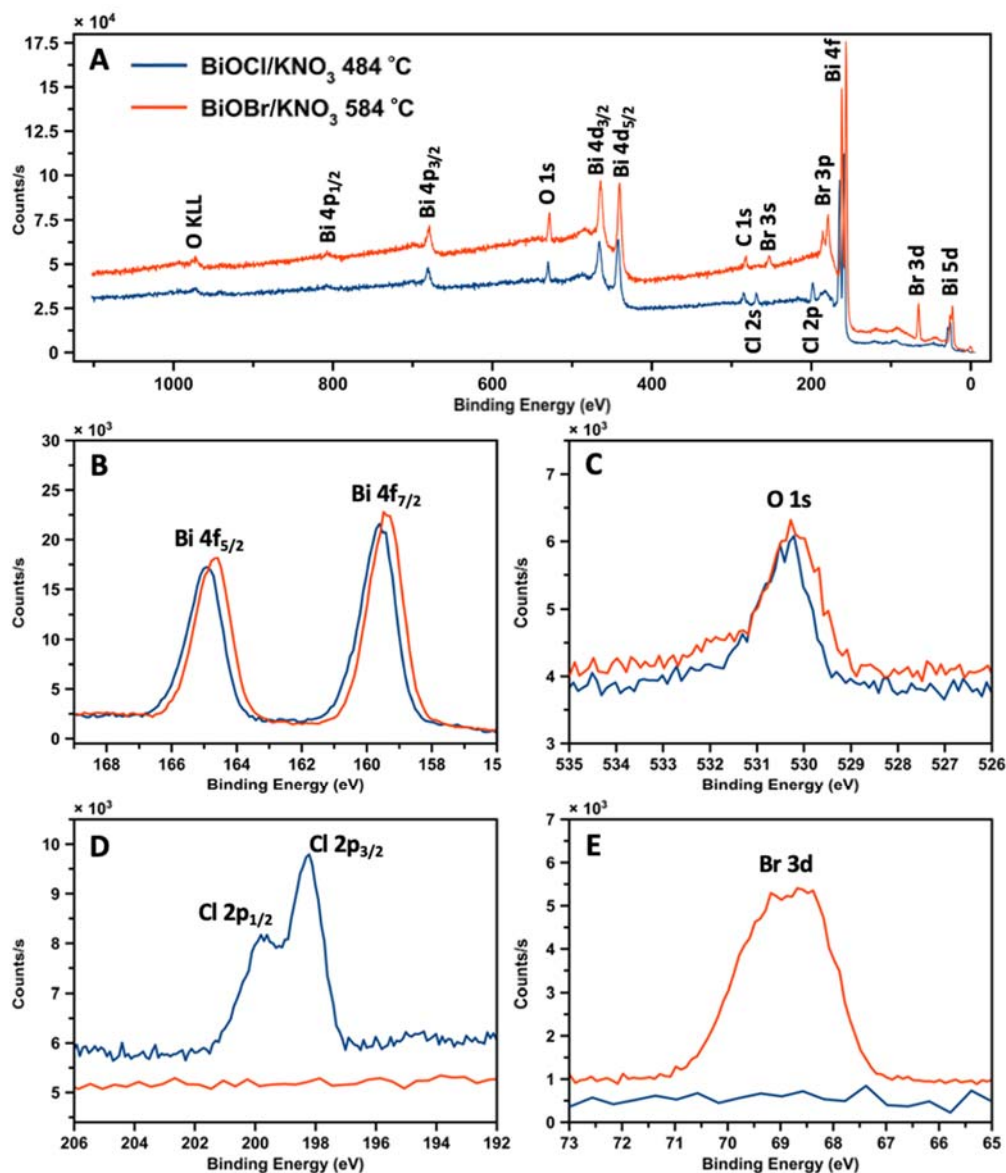 × 10⁴
A
BiOCl/KNO₃ 484 °C
BiOBr/KNO₃ 584 °C
O KLL
Bi 4p₁/₂
Bi 4p₃/₂
O 1s
Bi 4d₃/₂
Bi 4d₅/₂
C 1s
Br 3s
Cl 2s
Br 3p
Cl 2p
Bi 4f
Br 3d
Bi 5d
Counts/s
17.5
15.0
12.5
10.0
7.5
5.0
2.5
0
1000 800 600 400 200 0
Binding Energy (eV)
× 10³
B
Bi 4f₅/₂
Bi 4f₇/₂
Counts/s
30
25
20
15
10
5
0
168 166 164 162 160 158 15
Binding Energy (eV)
× 10³
C
O 1s
Counts/s
7
6
5
4
3
535 534 533 532 531 530 529 528 527 526
Binding Energy (eV)
× 10³
D
Cl 2p₁/₂
Cl 2p₃/₂
Counts/s
10
9
8
7
6
5
206 204 202 200 198 196 194 192
Binding Energy (eV)
× 10³
E
Br 3d
Counts/s
7
6
5
4
3
2
1
0
73 72 71 70 69 68 67 66 65
Binding Energy (eV)